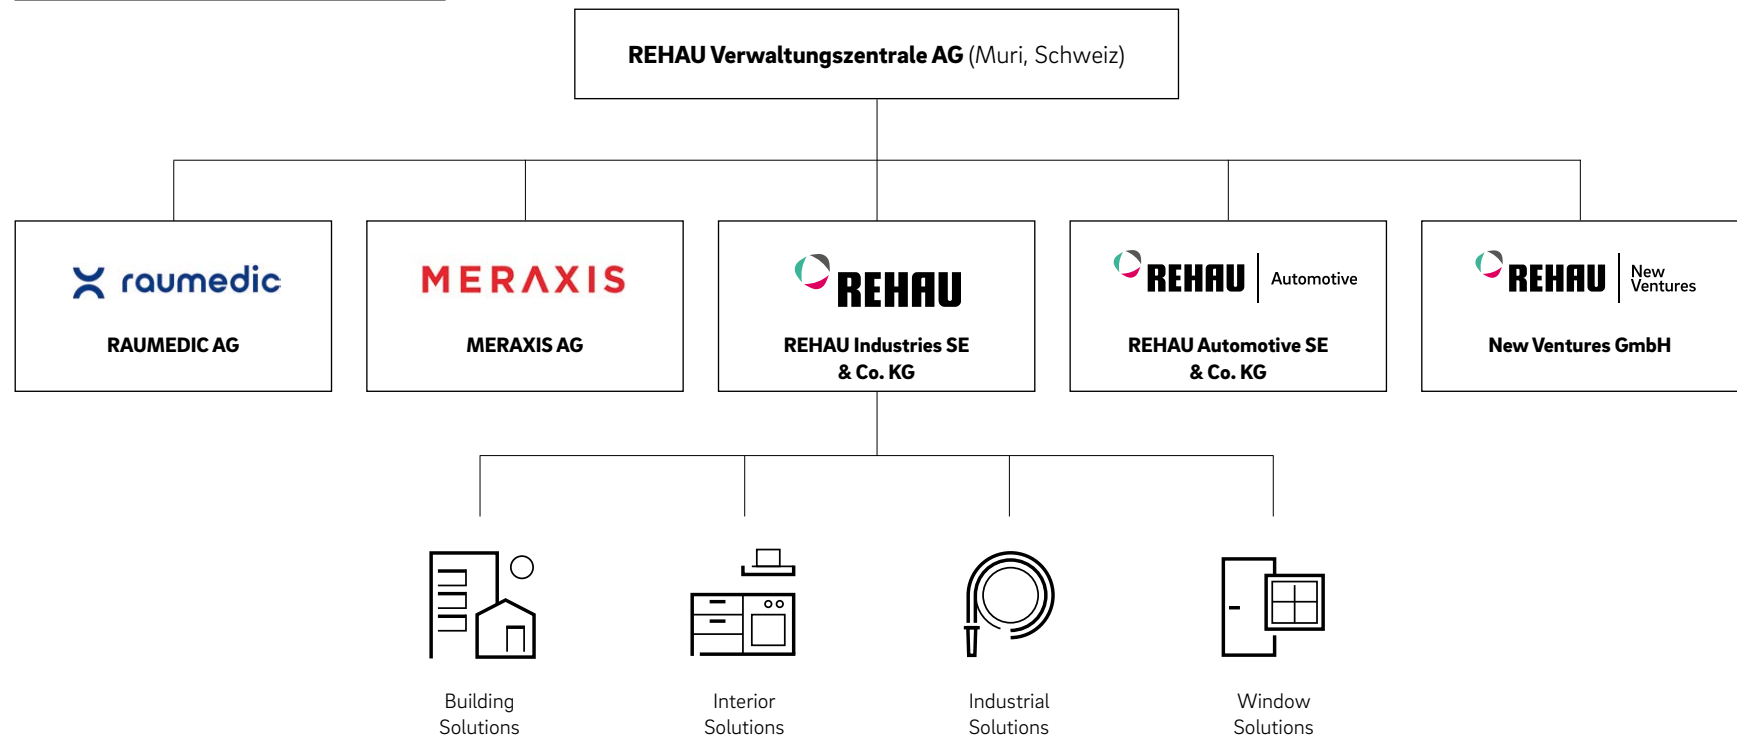 REHAU Verwaltungszentrale AG (Muri, Schweiz)
raumedic
RAUMEDIC AG
MERAXIS
MERAXIS AG
REHAU
REHAU Industries SE
& Co. KG
REHAU Automotive
REHAU Automotive SE
& Co. KG
REHAU New
Ventures
New Ventures GmbH
Building
Solutions
Interior
Solutions
Industrial
Solutions
Window
Solutions